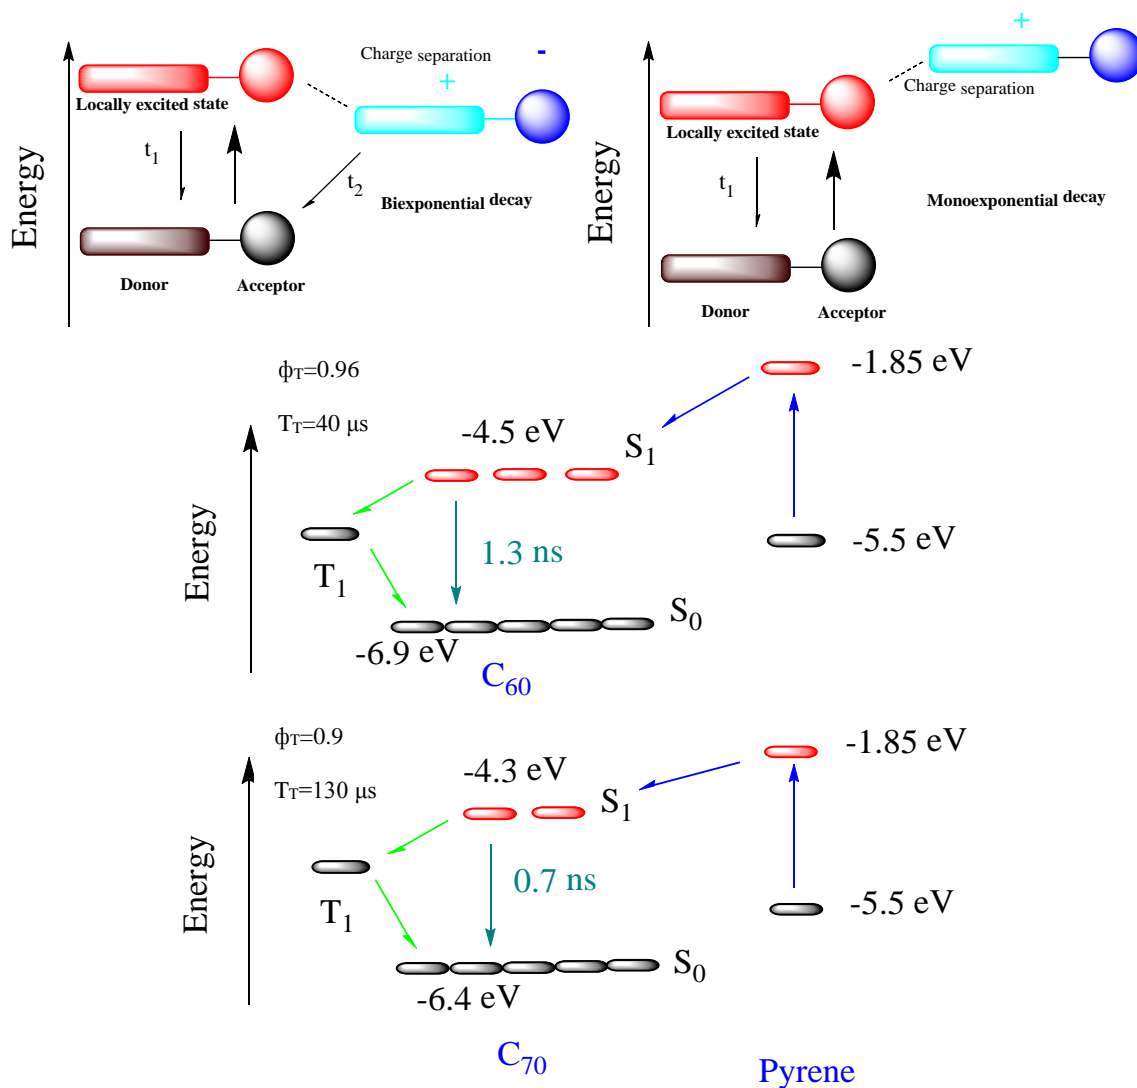 Charge separation
+
-
Locally excited state
t1
t2
Biexponential decay
Donor
Acceptor
Energy
+
Charge separation
Locally excited state
t1
Monoexponential decay
Donor
Acceptor
Energy
ϕT=0.96
TT=40 μs
-1.85 eV
-4.5 eV
S1
-5.5 eV
1.3 ns
T1
S0
-6.9 eV
C60
Energy
ϕT=0.9
TT=130 μs
-1.85 eV
-4.3 eV
S1
0.7 ns
-5.5 eV
T1
S0
-6.4 eV
Energy
C70
Pyrene